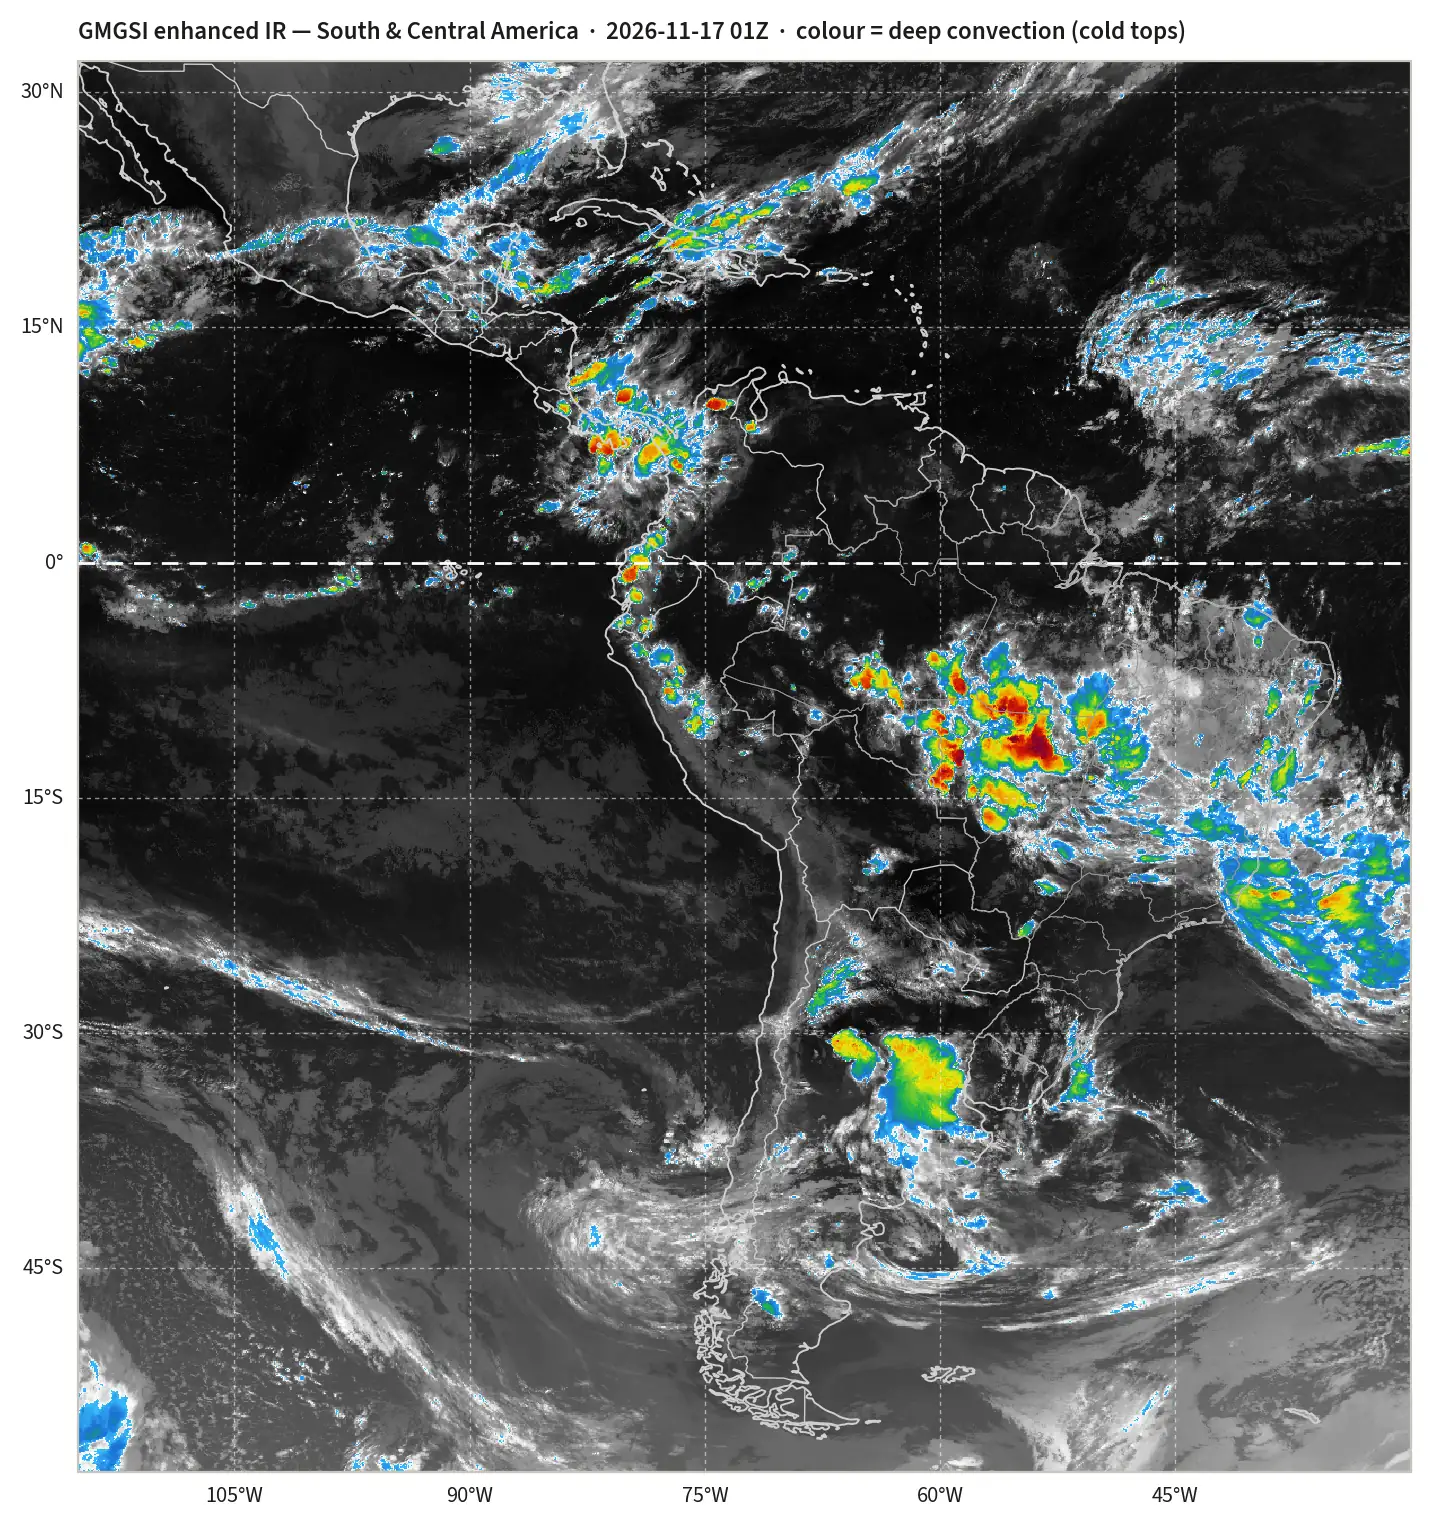 GMGSI enhanced IR — South & Central America · 2026-11-17 01Z · colour = deep convection (cold tops)
30°N
15°N
0°
15°S
30°S
45°S
105°W
90°W
75°W
60°W
45°W